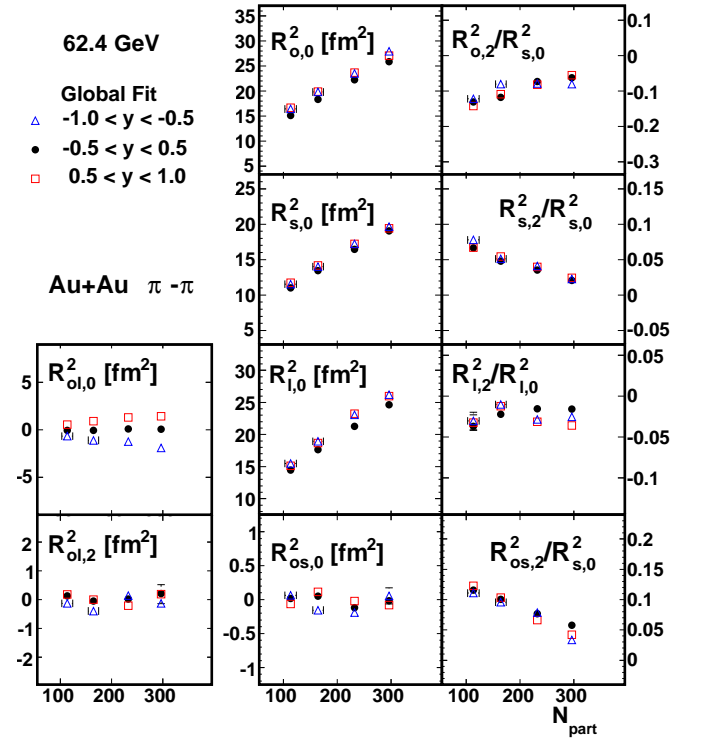 62.4 GeV
Global Fit
-1.0 < y < -0.5
-0.5 < y < 0.5
0.5 < y < 1.0
Au+Au π -π
R²o,0 [fm²]
35
30
25
20
15
10
5
R²o,2/R²s,0
0.1
0
-0.1
-0.2
-0.3
R²s,0 [fm²]
25
20
15
10
5
R²s,2/R²s,0
0.15
0.1
0.05
0
-0.05
R²ol,0 [fm²]
5
0
-5
R²l,0 [fm²]
30
25
20
15
10
R²l,2/R²l,0
0.05
0
-0.05
-0.1
R²ol,2 [fm²]
2
1
0
-1
-2
R²os,0 [fm²]
1
0.5
0
-0.5
-1
R²os,2/R²s,0
0.2
0.1
0.05
0
100 200 300
100 200 300
100 200 300
Npart